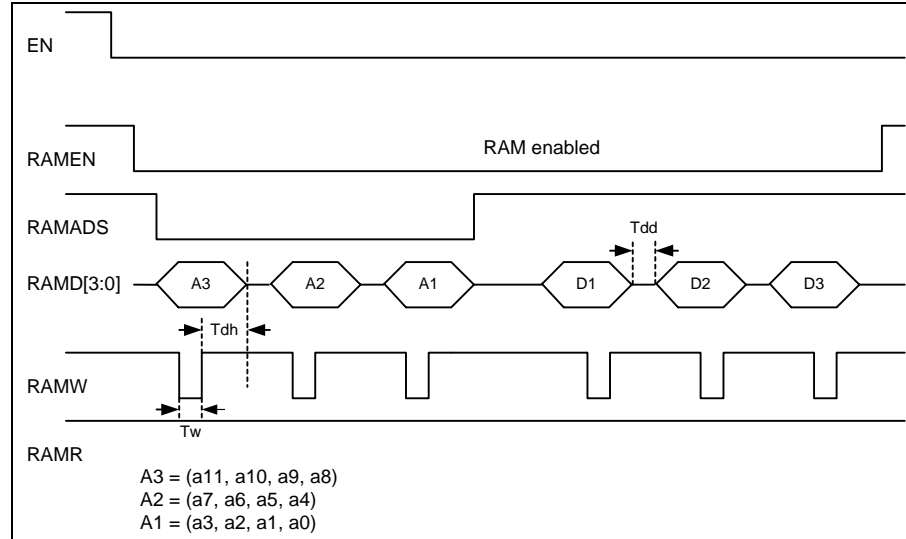 EN
RAM enabled
RAMEN
RAMADS
Tdd
RAMD[3:0]
A3 A2 A1 D1 D2 D3
Tdh
RAMW
Tw
RAMR
A3 = (a11, a10, a9, a8)
A2 = (a7, a6, a5, a4)
A1 = (a3, a2, a1, a0)